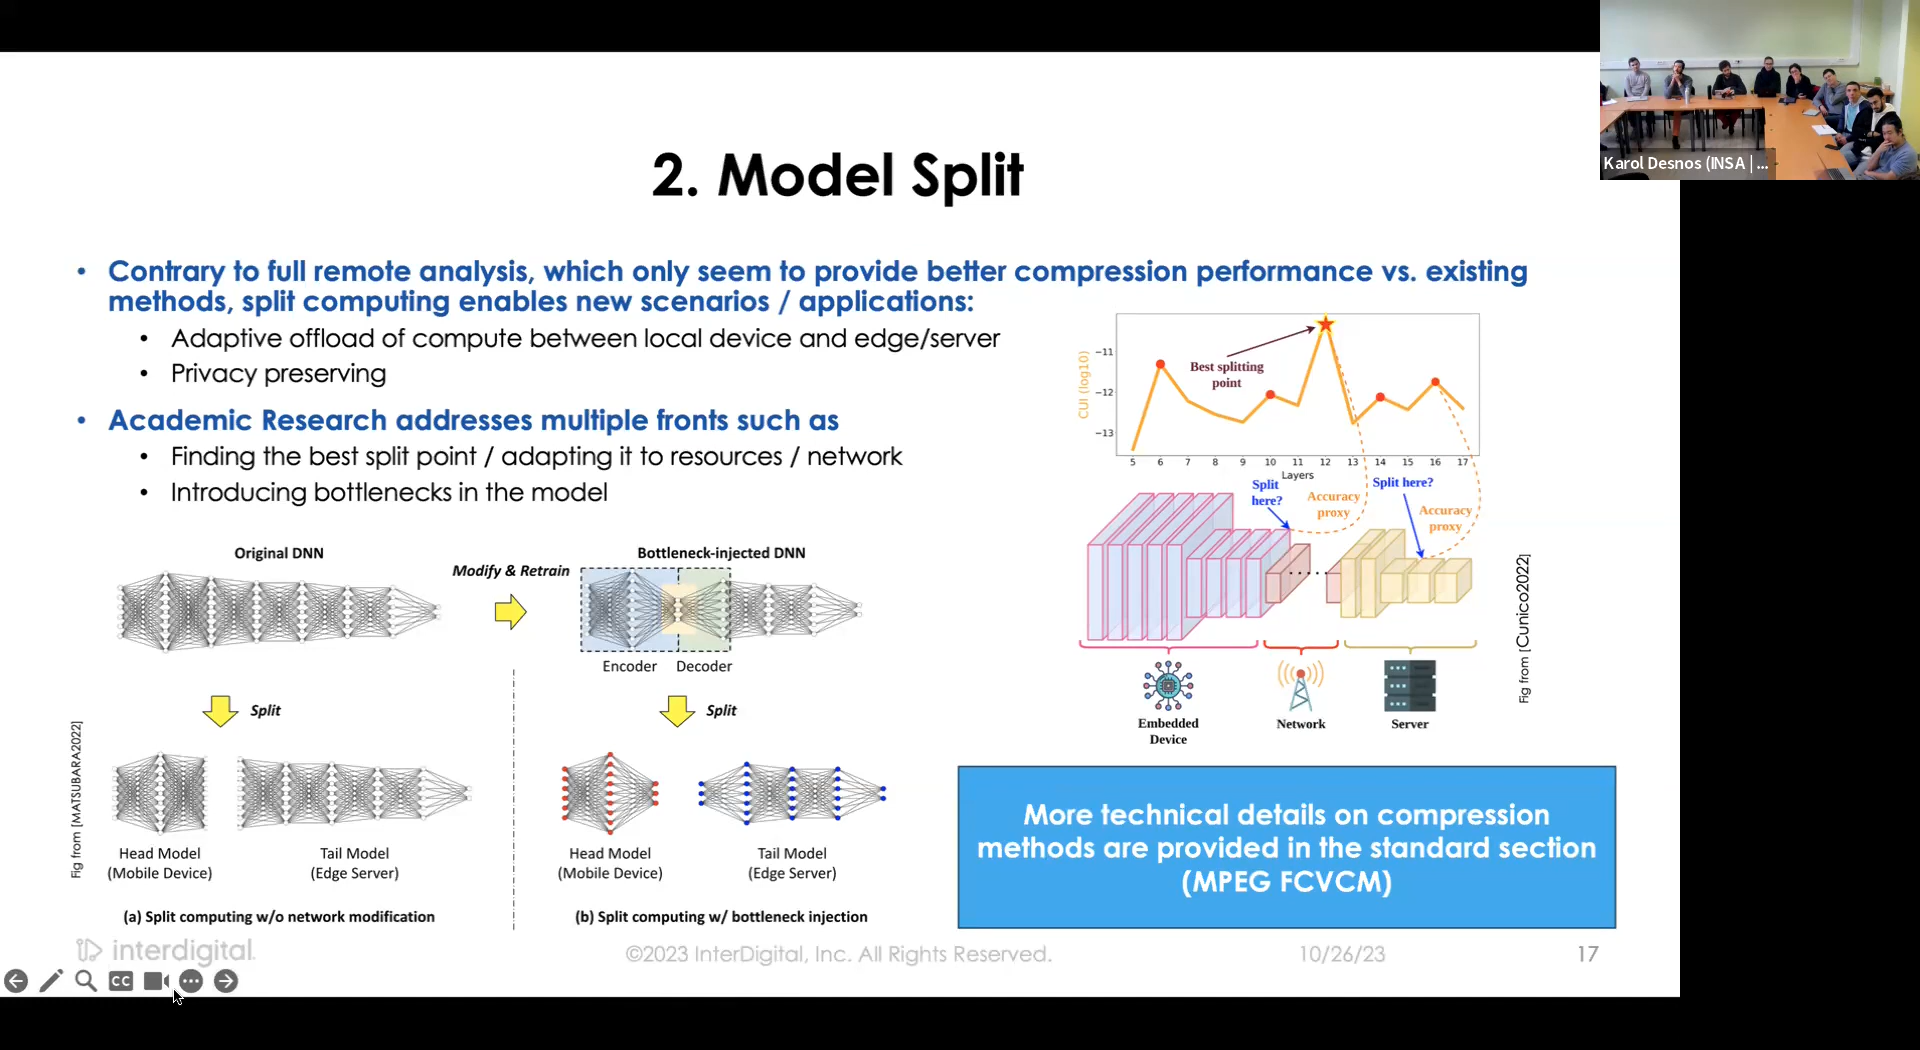 2. Model Split
• Contrary to full remote analysis, which only seem to provide better compression performance vs. existing
methods, split computing enables new scenarios / applications:
• Adaptive offload of compute between local device and edge/server
• Privacy preserving
• Academic Research addresses multiple fronts such as
• Finding the best split point / adapting it to resources / network
• Introducing bottlenecks in the model
Original DNN
Modify & Retrain
Bottleneck-injected DNN
Encoder
Decoder
Split
Split
Head Model
(Mobile Device)
Tail Model
(Edge Server)
Head Model
(Mobile Device)
Tail Model
(Edge Server)
(a) Split computing w/o network modification
(b) Split computing w/ bottleneck injection
Fig from [MATSUBARA2022]
CUI (log10)
−11
−12
−13
Best splitting
point
5 6 7 8 9 10 11 12 13 14 15 16 17
Layers
Split
here?
Accuracy
proxy
Split here?
Accuracy
proxy
Embedded
Device
Network
Server
Fig from [Cunico2022]
More technical details on compression
methods are provided in the standard section
(MPEG FCVCM)
interdigital
©2023 InterDigital, Inc. All Rights Reserved.
10/26/23
17
CC
Karol Desnos (INSA | ...